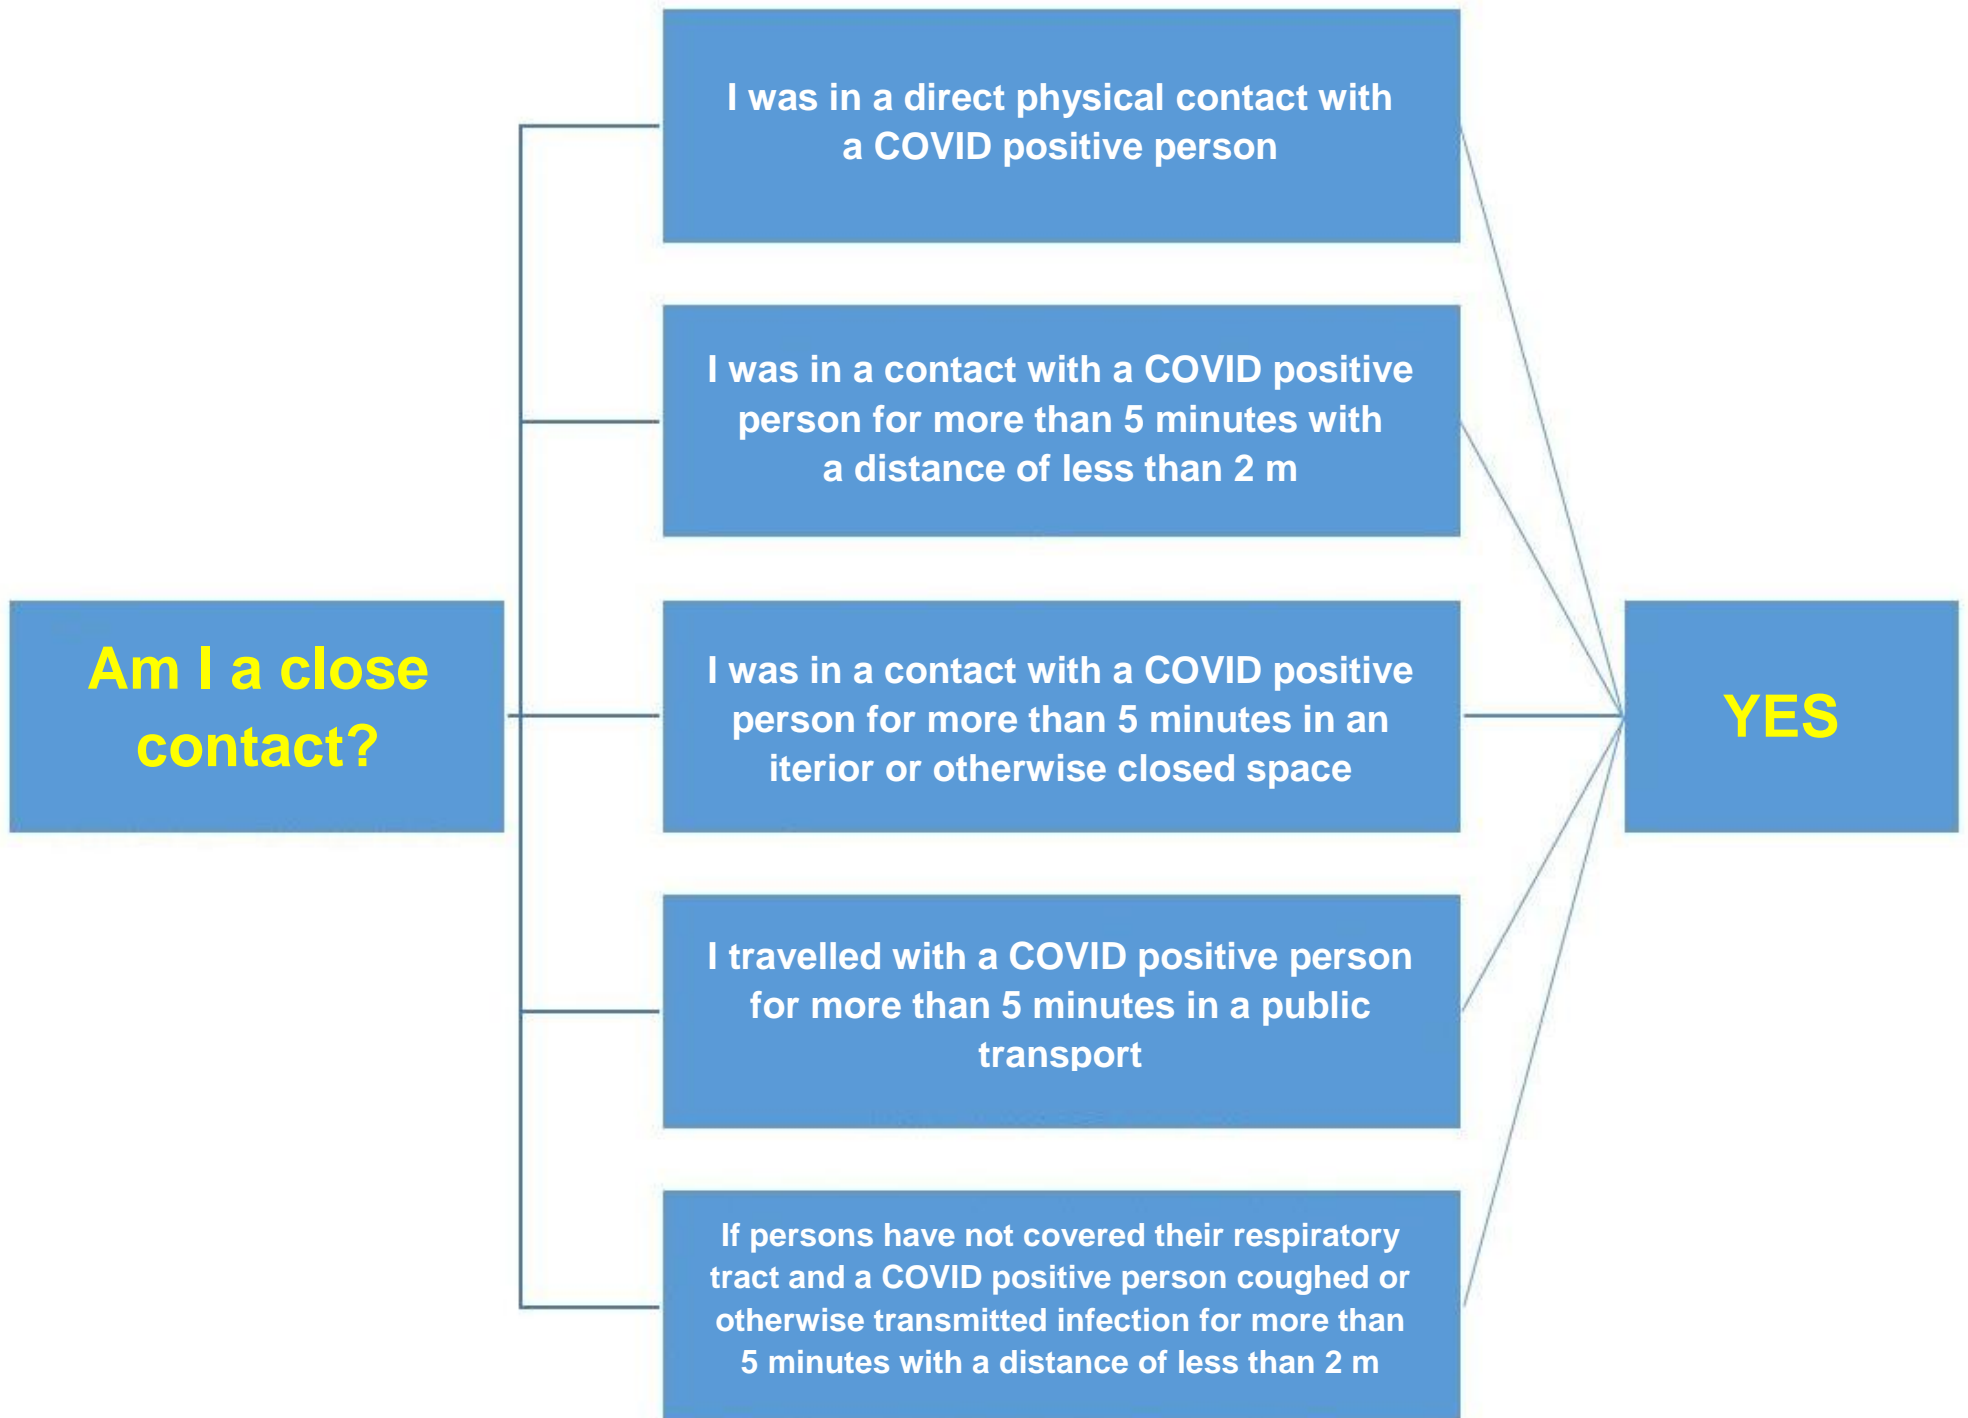 I was in a direct physical contact with
a COVID positive person
I was in a contact with a COVID positive
person for more than 5 minutes with
a distance of less than 2 m
Am I a close
contact?
I was in a contact with a COVID positive
person for more than 5 minutes in an
iterior or otherwise closed space
YES
I travelled with a COVID positive person
for more than 5 minutes in a public
transport
If persons have not covered their respiratory
tract and a COVID positive person coughed or
otherwise transmitted infection for more than
5 minutes with a distance of less than 2 m